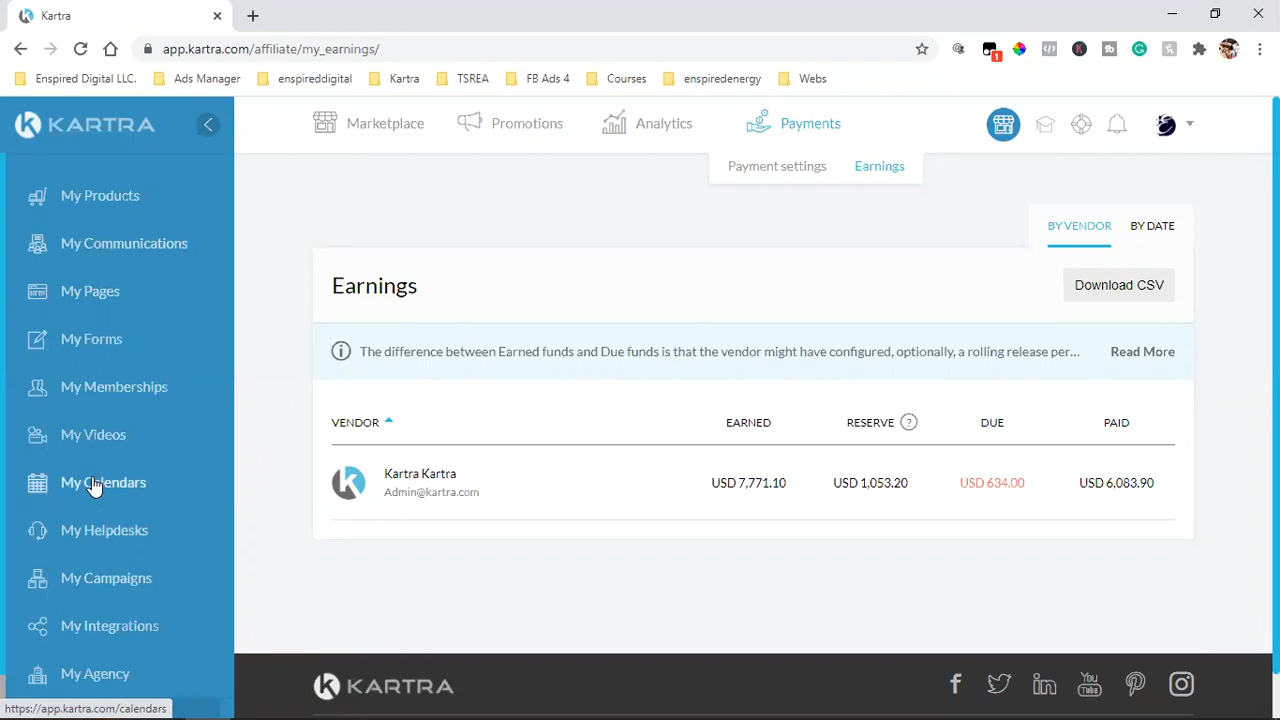 Kartra
app.kartra.com/affiliate/my_earnings/
1
Enspired Digital LLC. Ads Manager enspireddigital Kartra TSREA FB Ads 4 Courses enspiredenergy Webs
KARTRA
Marketplace Promotions Analytics Payments
Payment settings Earnings
My Products
My Communications
My Pages
My Forms
My Memberships
My Videos
My Calendars
My Helpdesks
My Campaigns
My Integrations
My Agency
https://app.kartra.com/calendars
BY VENDOR BY DATE
Earnings
Download CSV
The difference between Earned funds and Due funds is that the vendor might have configured, optionally, a rolling release per... Read More
VENDOR EARNED RESERVE ? DUE PAID
Kartra Kartra
Admin@kartra.com
USD 7,771.10 USD 1,053.20 USD 634.00 USD 6,083.90
KARTRA
You
Tube